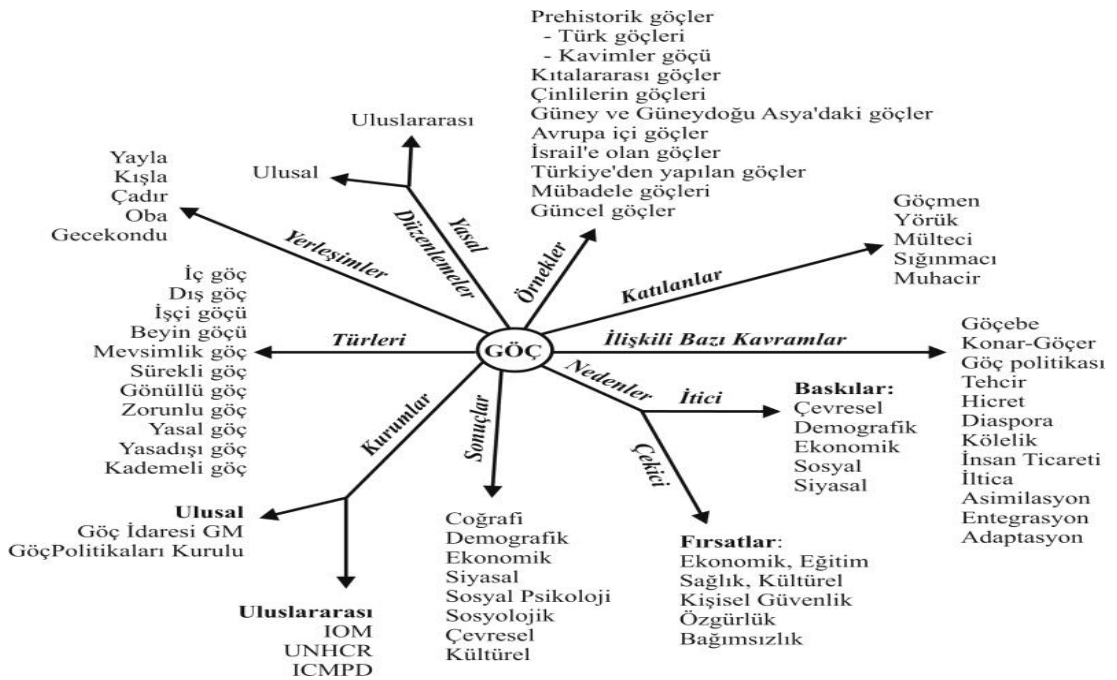 Prehistorik göçler
- Türk göçleri
- Kavimler göçü
Kıtalararası göçler
Çinlilerin göçleri
Güney ve Güneydoğu Asya'daki göçler
Avrupa içi göçler
İsrail'e olan göçler
Türkiye'den yapılan göçler
Mübadele göçleri
Güncel göçler
Örnekler
Uluslararası
Ulusal
Yasal
Düzenlemeler
Yayla
Kışla
Çadır
Oba
Gecekondu
Yerleşimler
Göçmen
Yörük
Mülteci
Sığınmacı
Muhacir
Katılanlar
İç göç
Dış göç
İşçi göçü
Beyin göçü
Mevsimlik göç
Sürekli göç
Gönüllü göç
Zorunlu göç
Yasal göç
Yasadışı göç
Kademeli göç
Türleri
GÖÇ
İlişkili Bazı Kavramlar
Göçebe
Konar-Göçer
Göç politikası
Tehcir
Hicret
Diaspora
Kölelik
İnsan Ticareti
İltica
Asimilasyon
Entegrasyon
Adaptasyon
Nedenler
İtici
Baskılar:
Çevresel
Demografik
Ekonomik
Sosyal
Siyasal
Çekici
Fırsatlar:
Ekonomik, Eğitim
Sağlık, Kültürel
Kişisel Güvenlik
Özgürlük
Bağımsızlık
Sonuçlar
Coğrafi
Demografik
Ekonomik
Siyasal
Sosyal Psikoloji
Sosyolojik
Çevresel
Kültürel
Kurumlar
Ulusal
Göç İdaresi GM
GöçPolitikaları Kurulu
Uluslararası
IOM
UNHCR
ICMPD